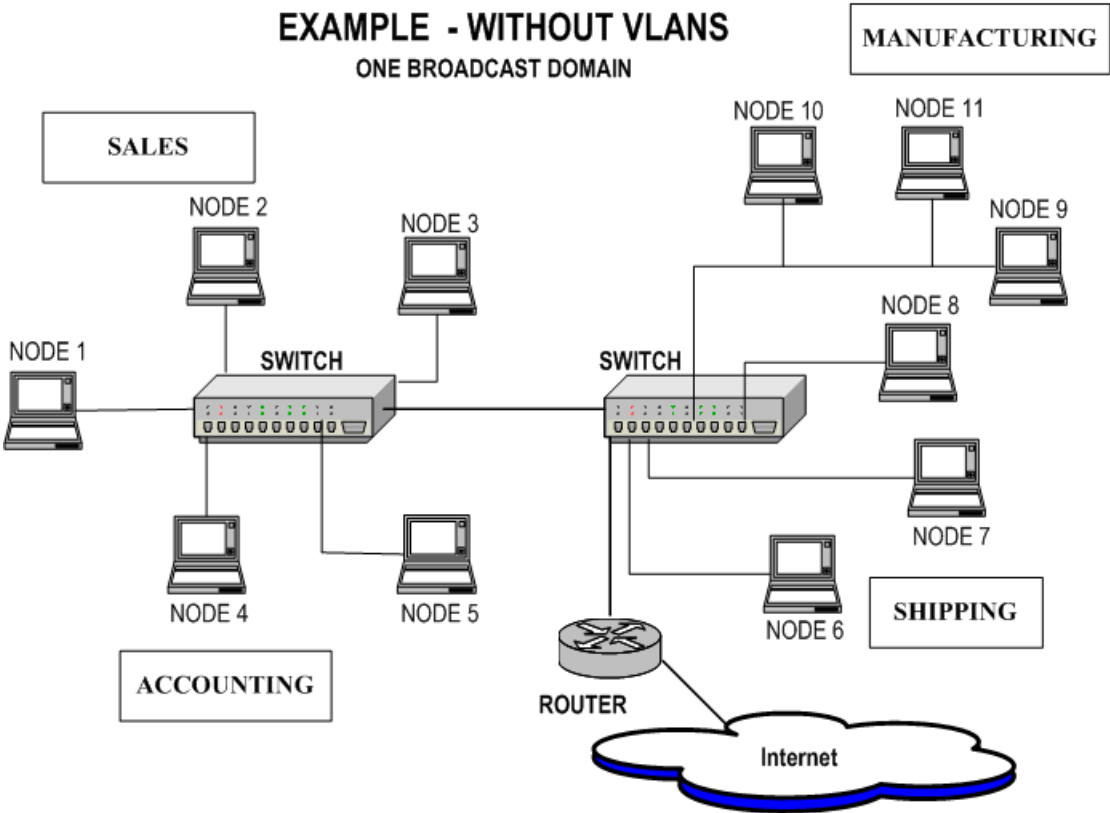 EXAMPLE - WITHOUT VLANS
ONE BROADCAST DOMAIN
MANUFACTURING
SALES
NODE 10
NODE 11
NODE 2
NODE 3
NODE 9
NODE 8
NODE 1
SWITCH
SWITCH
NODE 7
NODE 4
NODE 5
NODE 6
SHIPPING
ACCOUNTING
ROUTER
Internet